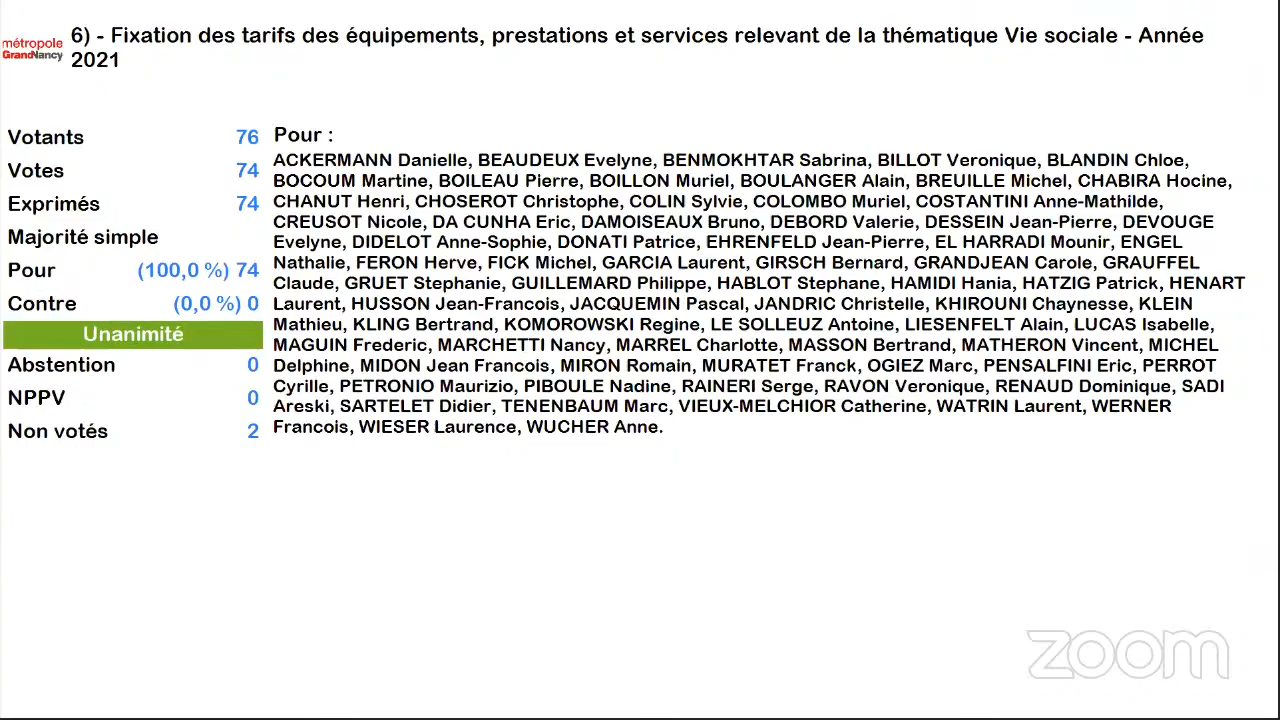 6) - Fixation des tarifs des équipements, prestations et services relevant de la thématique Vie sociale - Année
2021
métropole
GrandNancy
Votants 76
Votes 74
Exprimés 74
Majorité simple
Pour (100,0 %) 74
Contre (0,0 %) 0
Unanimité
Abstention 0
NPPV 0
Non votés 2
Pour :
ACKERMANN Danielle, BEAUDEUX Evelyne, BENMOKHTAR Sabrina, BILLOT Veronique, BLANDIN Chloe,
BOCOUM Martine, BOILEAU Pierre, BOILLON Muriel, BOULANGER Alain, BREUILLE Michel, CHABIRA Hocine,
CHANUT Henri, CHOSEROT Christophe, COLIN Sylvie, COLOMBO Muriel, COSTANTINI Anne-Mathilde,
CREUSOT Nicole, DA CUNHA Eric, DAMOISEAUX Bruno, DEBORD Valerie, DESSEIN Jean-Pierre, DEVOUGE
Evelyne, DIDELOT Anne-Sophie, DONATI Patrice, EHRENFELD Jean-Pierre, EL HARRADI Mounir, ENGEL
Nathalie, FERON Herve, FICK Michel, GARCIA Laurent, GIRSCH Bernard, GRANDJEAN Carole, GRAUFFEL
Claude, GRUET Stephanie, GUILLEMARD Philippe, HABLOT Stephane, HAMIDI Hania, HATZIG Patrick, HENART
Laurent, HUSSON Jean-Francois, JACQUEMIN Pascal, JANDRIC Christelle, KHIROUNI Chaynesse, KLEIN
Mathieu, KLING Bertrand, KOMOROWSKI Regine, LE SOLLEUZ Antoine, LIESENFELT Alain, LUCAS Isabelle,
MAGUIN Frederic, MARCHETTI Nancy, MARREL Charlotte, MASSON Bertrand, MATHERON Vincent, MICHEL
Delphine, MIDON Jean Francois, MIRON Romain, MURATET Franck, OGIEZ Marc, PENSALFINI Eric, PERROT
Cyrille, PETRONIO Maurizio, PIBOULE Nadine, RAINERI Serge, RAVON Veronique, RENAUD Dominique, SADI
Areski, SARTELET Didier, TENENBAUM Marc, VIEUX-MELCHIOR Catherine, WATRIN Laurent, WERNER
Francois, WIESER Laurence, WUCHER Anne.
zoom